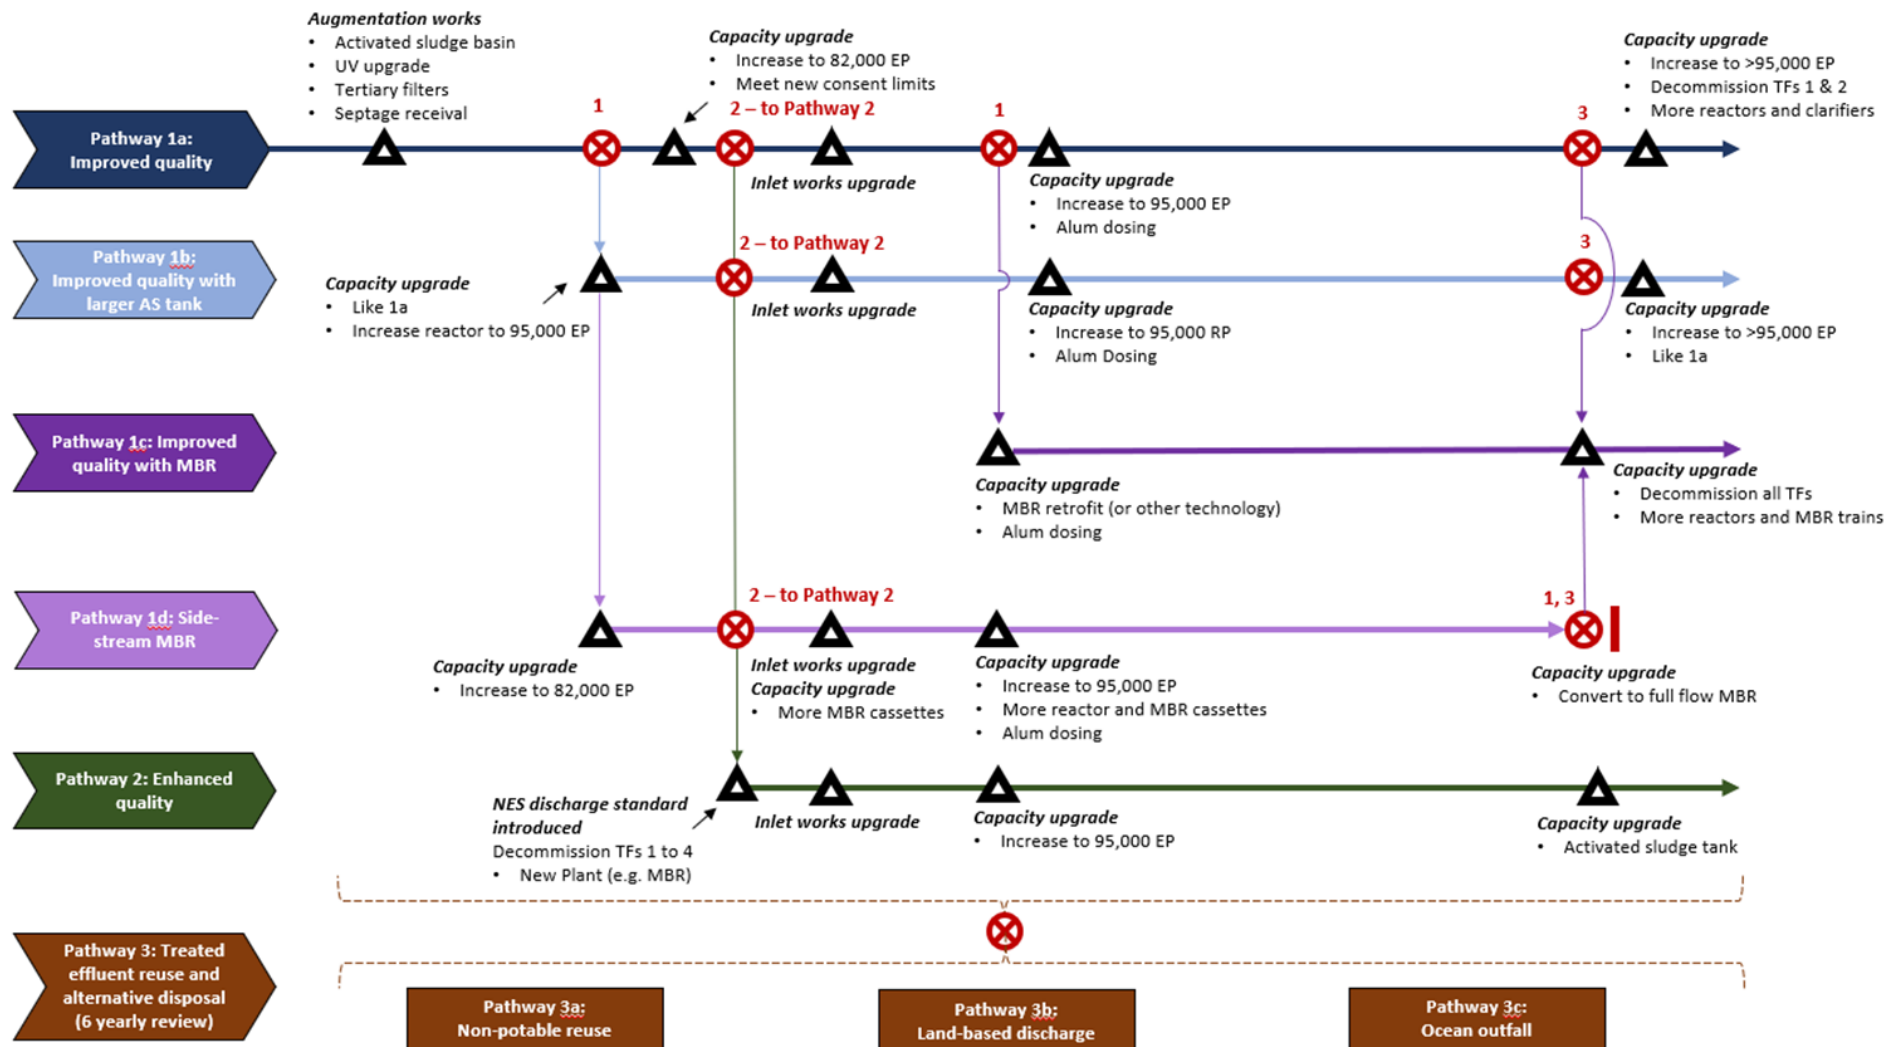 Augmentation works
• Activated sludge basin
• UV upgrade
• Tertiary filters
• Septage receival
Capacity upgrade
• Increase to 82,000 EP
• Meet new consent limits
Capacity upgrade
• Increase to >95,000 EP
• Decommission TFs 1 & 2
• More reactors and clarifiers
1
2 – to Pathway 2
1
3
Pathway 1a:
Improved quality
Inlet works upgrade
Capacity upgrade
• Increase to 95,000 EP
• Alum dosing
Pathway 1b:
Improved quality with
larger AS tank
2 – to Pathway 2
3
Capacity upgrade
• Like 1a
• Increase reactor to 95,000 EP
Inlet works upgrade
Capacity upgrade
• Increase to 95,000 RP
• Alum Dosing
Capacity upgrade
• Increase to >95,000 EP
• Like 1a
Pathway 1c: Improved
quality with MBR
Capacity upgrade
• MBR retrofit (or other technology)
• Alum dosing
Capacity upgrade
• Decommission all TFs
• More reactors and MBR trains
Pathway 1d: Side-
stream MBR
2 – to Pathway 2
1, 3
Capacity upgrade
• Increase to 82,000 EP
Inlet works upgrade
Capacity upgrade
• More MBR cassettes
Capacity upgrade
• Increase to 95,000 EP
• More reactor and MBR cassettes
• Alum dosing
Capacity upgrade
• Convert to full flow MBR
Pathway 2: Enhanced
quality
NES discharge standard
introduced
Decommission TFs 1 to 4
• New Plant (e.g. MBR)
Inlet works upgrade
Capacity upgrade
• Increase to 95,000 EP
Capacity upgrade
• Activated sludge tank
Pathway 3: Treated
effluent reuse and
alternative disposal
(6 yearly review)
Pathway 3a:
Non-potable reuse
Pathway 3b:
Land-based discharge
Pathway 3c:
Ocean outfall